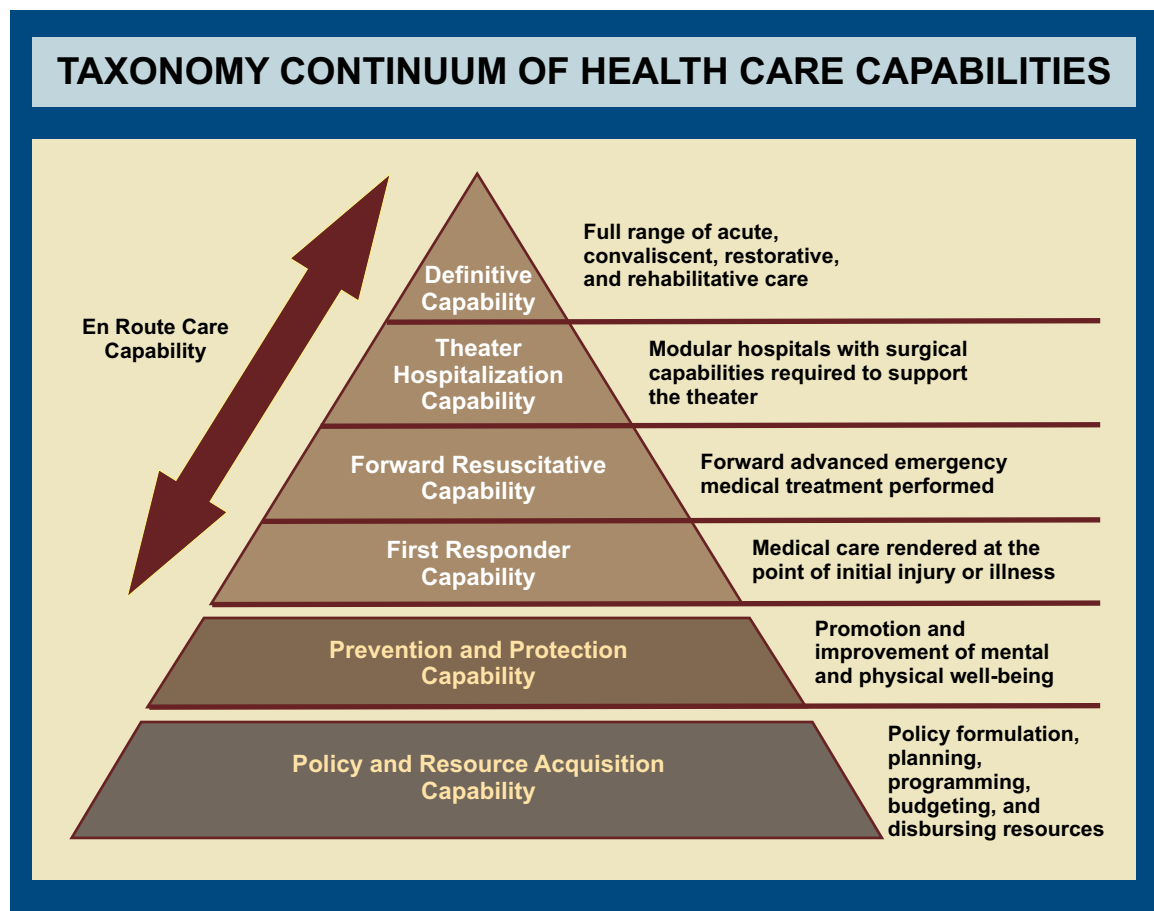 TAXONOMY CONTINUUM OF HEALTH CARE CAPABILITIES
En Route Care
Capability
Definitive
Capability
Full range of acute,
convaliscent, restorative,
and rehabilitative care
Theater
Hospitalization
Capability
Modular hospitals with surgical
capabilities required to support
the theater
Forward Resuscitative
Capability
Forward advanced emergency
medical treatment performed
First Responder
Capability
Medical care rendered at the
point of initial injury or illness
Prevention and Protection
Capability
Promotion and
improvement of mental
and physical well-being
Policy and Resource Acquisition
Capability
Policy formulation,
planning,
programming,
budgeting, and
disbursing resources